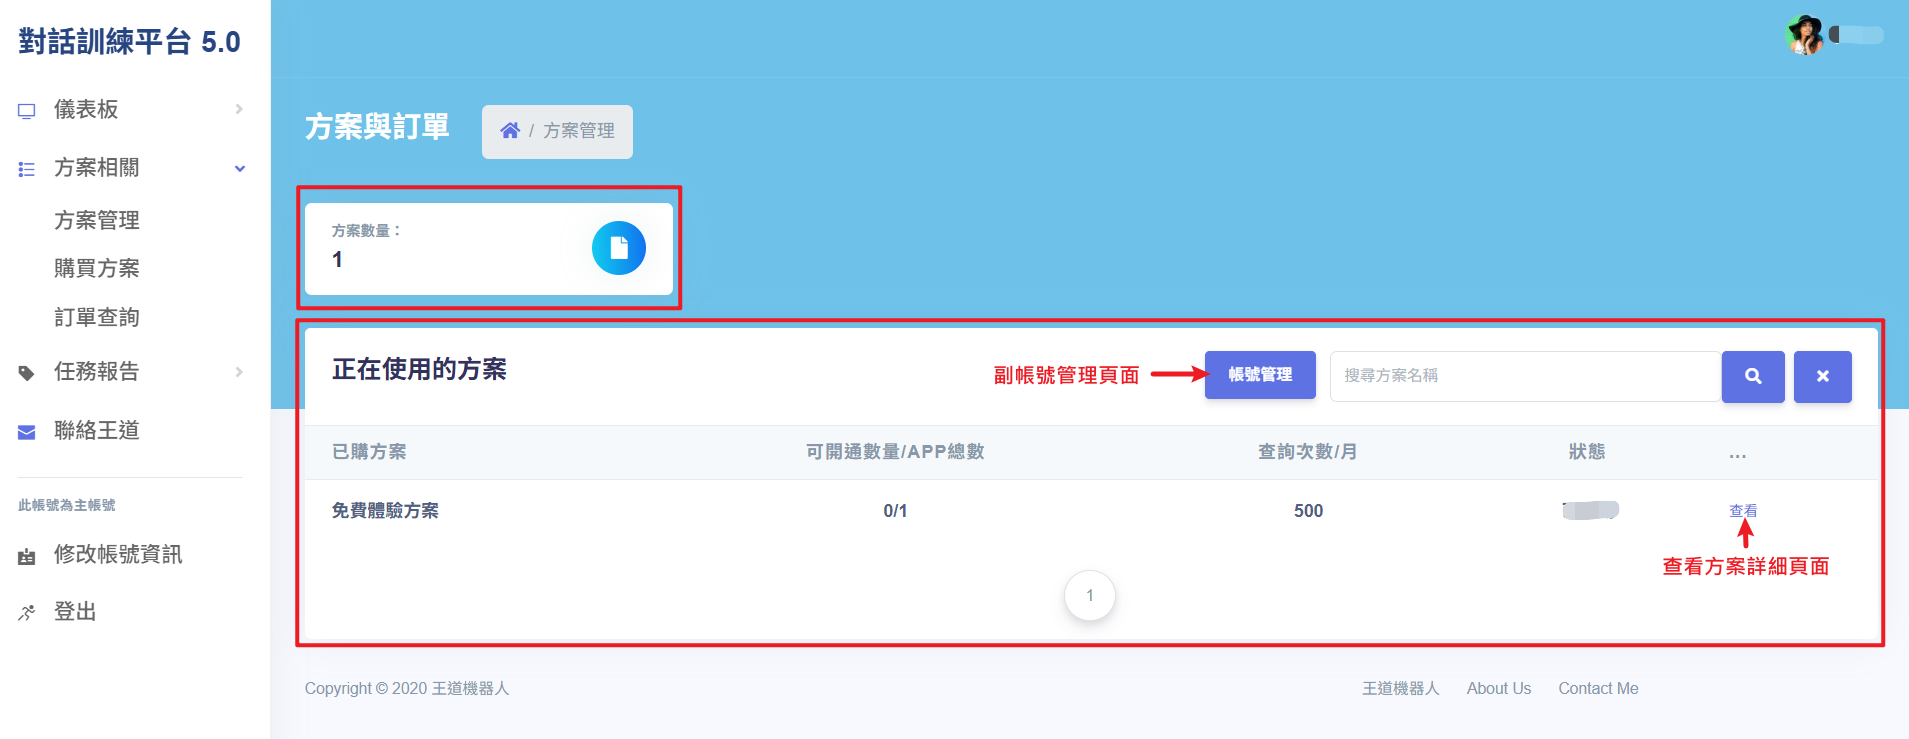 對話訓練平台 5.0
儀表板
方案相關
方案管理
購買方案
訂單查詢
任務報告
聯絡王道
此帳號為主帳號
修改帳號資訊
登出
方案與訂單
/ 方案管理
方案數量：
1
正在使用的方案
副帳號管理頁面
帳號管理
搜尋方案名稱
已購方案 可開通數量/APP總數 查詢次數/月 狀態 ...
免費體驗方案 0/1 500 查看
查看方案詳細頁面
1
Copyright © 2020 王道機器人
王道機器人 About Us Contact Me